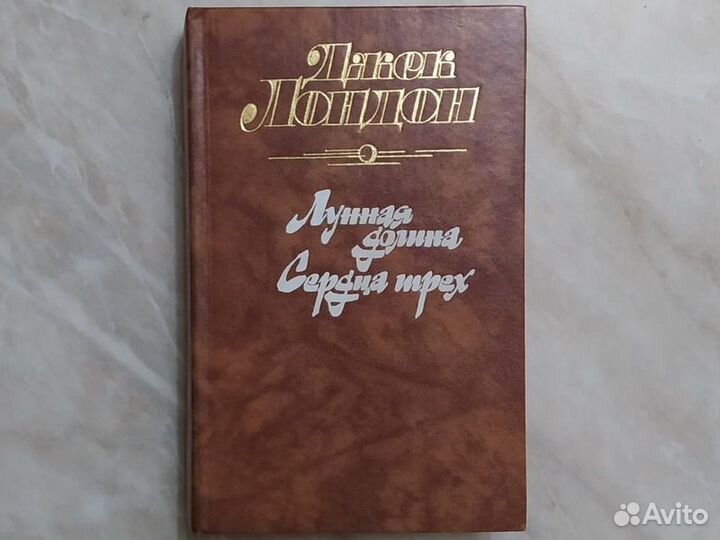 Джек
Лондон
Лунная
долина
Сердца трех
Avito